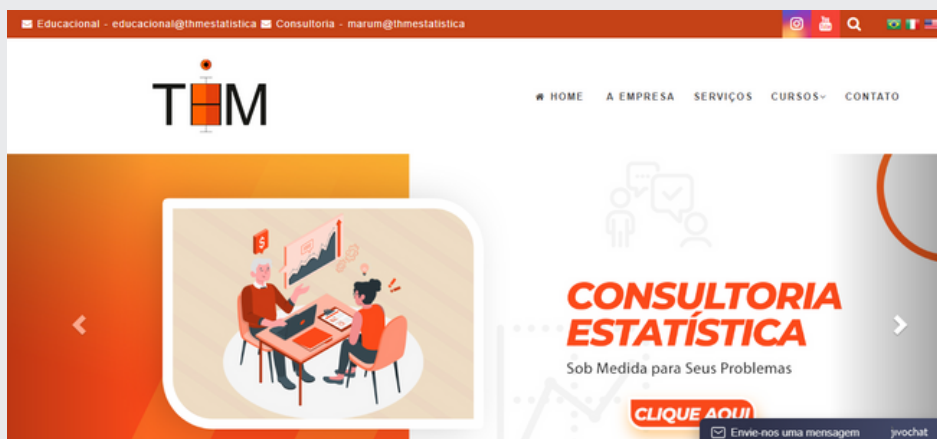 Educacional - educacional@thmestatistica Consultoria - marum@thmestatistica
THM
HOME A EMPRESA SERVIÇOS CURSOS CONTATO
CONSULTORIA
ESTATÍSTICA
Sob Medida para Seus Problemas
CLIQUE AQUI
Envie-nos uma mensagem jivochat